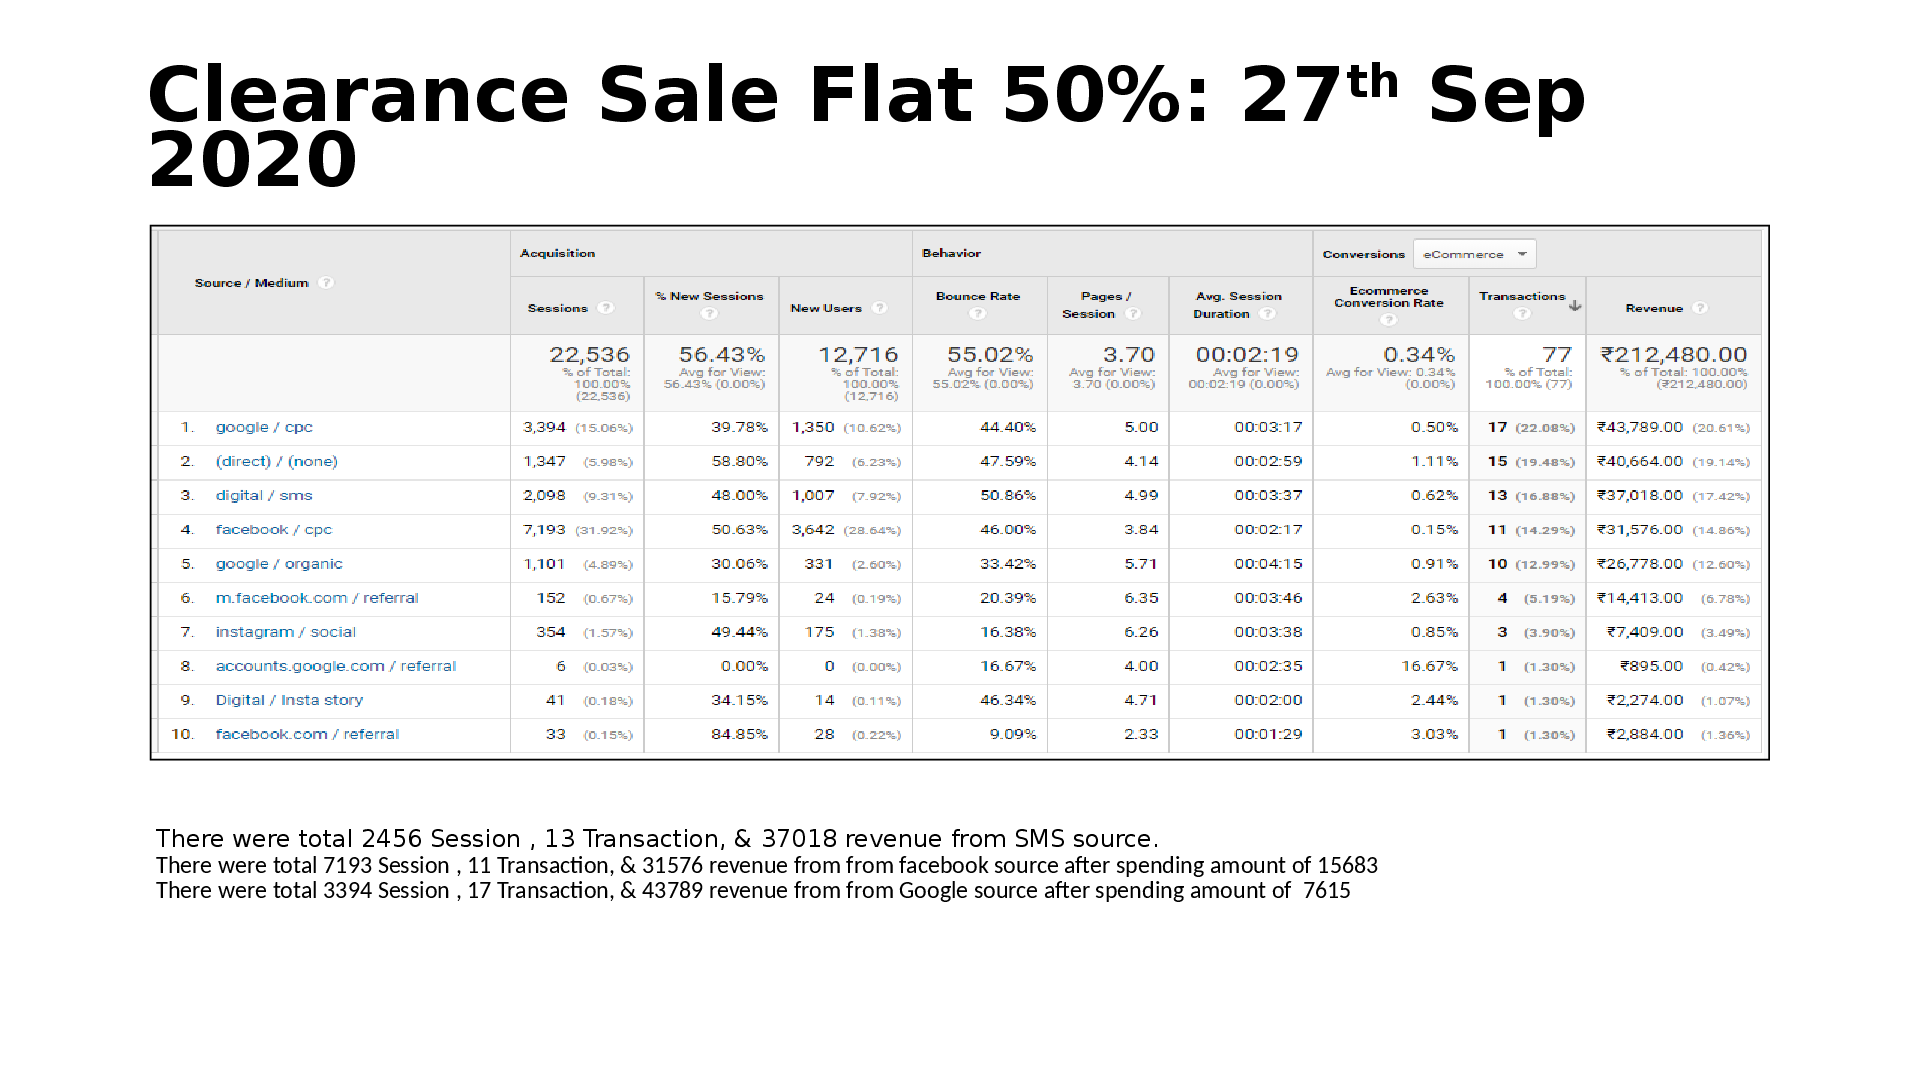 Clearance Sale Flat 50%: 27th Sep
2020
Source / Medium ?
Acquisition
Behavior
Conversions eCommerce
Sessions ?
% New Sessions ?
New Users ?
Bounce Rate ?
Pages / Session ?
Avg. Session Duration ?
Ecommerce Conversion Rate ?
Transactions ?
Revenue ?
22,536 % of Total: 100.00% (22,536)
56.43% Avg for View: 56.43% (0.00%)
12,716 % of Total: 100.00% (12,716)
55.02% Avg for View: 55.02% (0.00%)
3.70 Avg for View: 3.70 (0.00%)
00:02:19 Avg for View: 00:02:19 (0.00%)
0.34% Avg for View: 0.34% (0.00%)
77 % of Total: 100.00% (77)
₹212,480.00 % of Total: 100.00% (₹212,480.00)
1. google / cpc 3,394 (15.06%) 39.78% 1,350 (10.62%) 44.40% 5.00 00:03:17 0.50% 17 (22.08%) ₹43,789.00 (20.61%)
2. (direct) / (none) 1,347 (5.98%) 58.80% 792 (6.23%) 47.59% 4.14 00:02:59 1.11% 15 (19.48%) ₹40,664.00 (19.14%)
3. digital / sms 2,098 (9.31%) 48.00% 1,007 (7.92%) 50.86% 4.99 00:03:37 0.62% 13 (16.88%) ₹37,018.00 (17.42%)
4. facebook / cpc 7,193 (31.92%) 50.63% 3,642 (28.64%) 46.00% 3.84 00:02:17 0.15% 11 (14.29%) ₹31,576.00 (14.86%)
5. google / organic 1,101 (4.89%) 30.06% 331 (2.60%) 33.42% 5.71 00:04:15 0.91% 10 (12.99%) ₹26,778.00 (12.60%)
6. m.facebook.com / referral 152 (0.67%) 15.79% 24 (0.19%) 20.39% 6.35 00:03:46 2.63% 4 (5.19%) ₹14,413.00 (6.78%)
7. instagram / social 354 (1.57%) 49.44% 175 (1.38%) 16.38% 6.26 00:03:38 0.85% 3 (3.90%) ₹7,409.00 (3.49%)
8. accounts.google.com / referral 6 (0.03%) 0.00% 0 (0.00%) 16.67% 4.00 00:02:35 16.67% 1 (1.30%) ₹895.00 (0.42%)
9. Digital / Insta story 41 (0.18%) 34.15% 14 (0.11%) 46.34% 4.71 00:02:00 2.44% 1 (1.30%) ₹2,274.00 (1.07%)
10. facebook.com / referral 33 (0.15%) 84.85% 28 (0.22%) 9.09% 2.33 00:01:29 3.03% 1 (1.30%) ₹2,884.00 (1.36%)
There were total 2456 Session , 13 Transaction, & 37018 revenue from SMS source.
There were total 7193 Session , 11 Transaction, & 31576 revenue from from facebook source after spending amount of 15683
There were total 3394 Session , 17 Transaction, & 43789 revenue from from Google source after spending amount of  7615